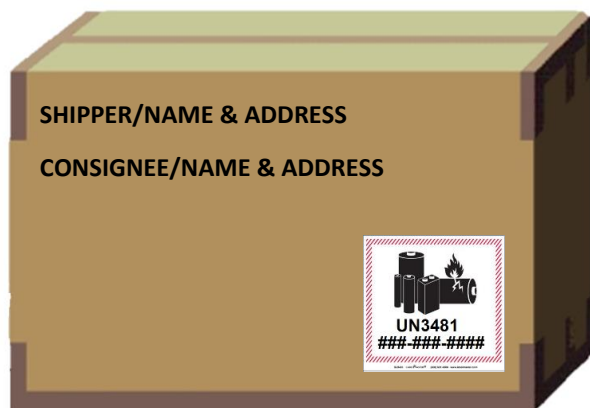 SHIPPER/NAME & ADDRESS
CONSIGNEE/NAME & ADDRESS
UN3481
###-###-####